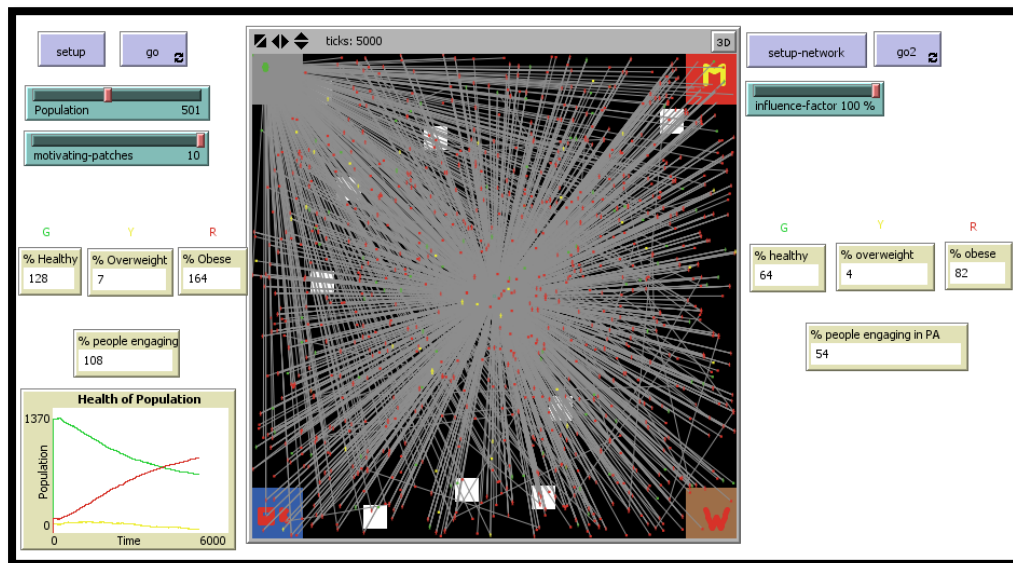 setup
go
ticks: 5000
3D
setup-network
go2
Population 501
motivating-patches 10
influence-factor 100 %
M
G
Y
R
% Healthy
128
% Overweight
7
% Obese
164
G
Y
R
% healthy
64
% overweight
4
% obese
82
% people engaging
108
% people engaging in PA
54
Health of Population
1370
Population
0
0
Time
6000
W